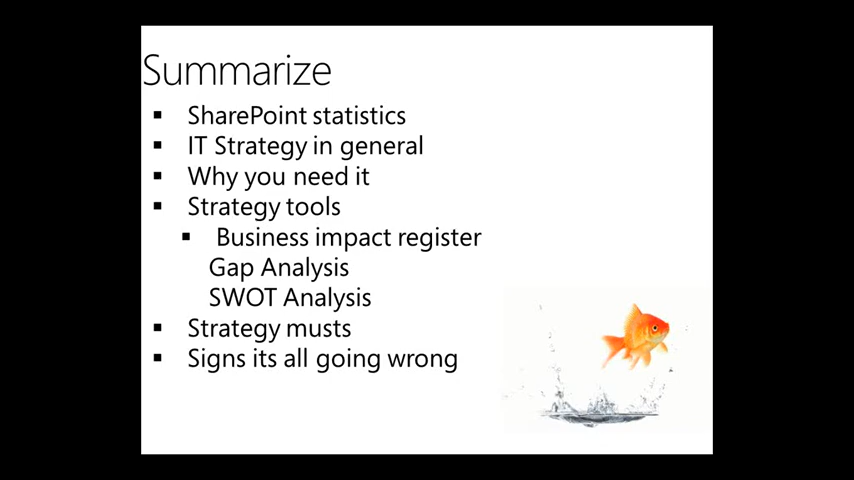 Summarize
▪ SharePoint statistics
▪ IT Strategy in general
▪ Why you need it
▪ Strategy tools
▪ Business impact register
Gap Analysis
SWOT Analysis
▪ Strategy musts
▪ Signs its all going wrong